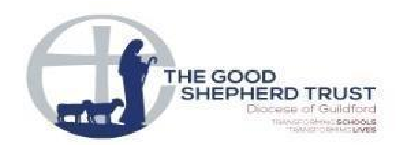 THE GOOD
SHEPHERD TRUST
Diocese of Guildford
TRANSFORMING SCHOOLS
TRANSFORMING LIVES